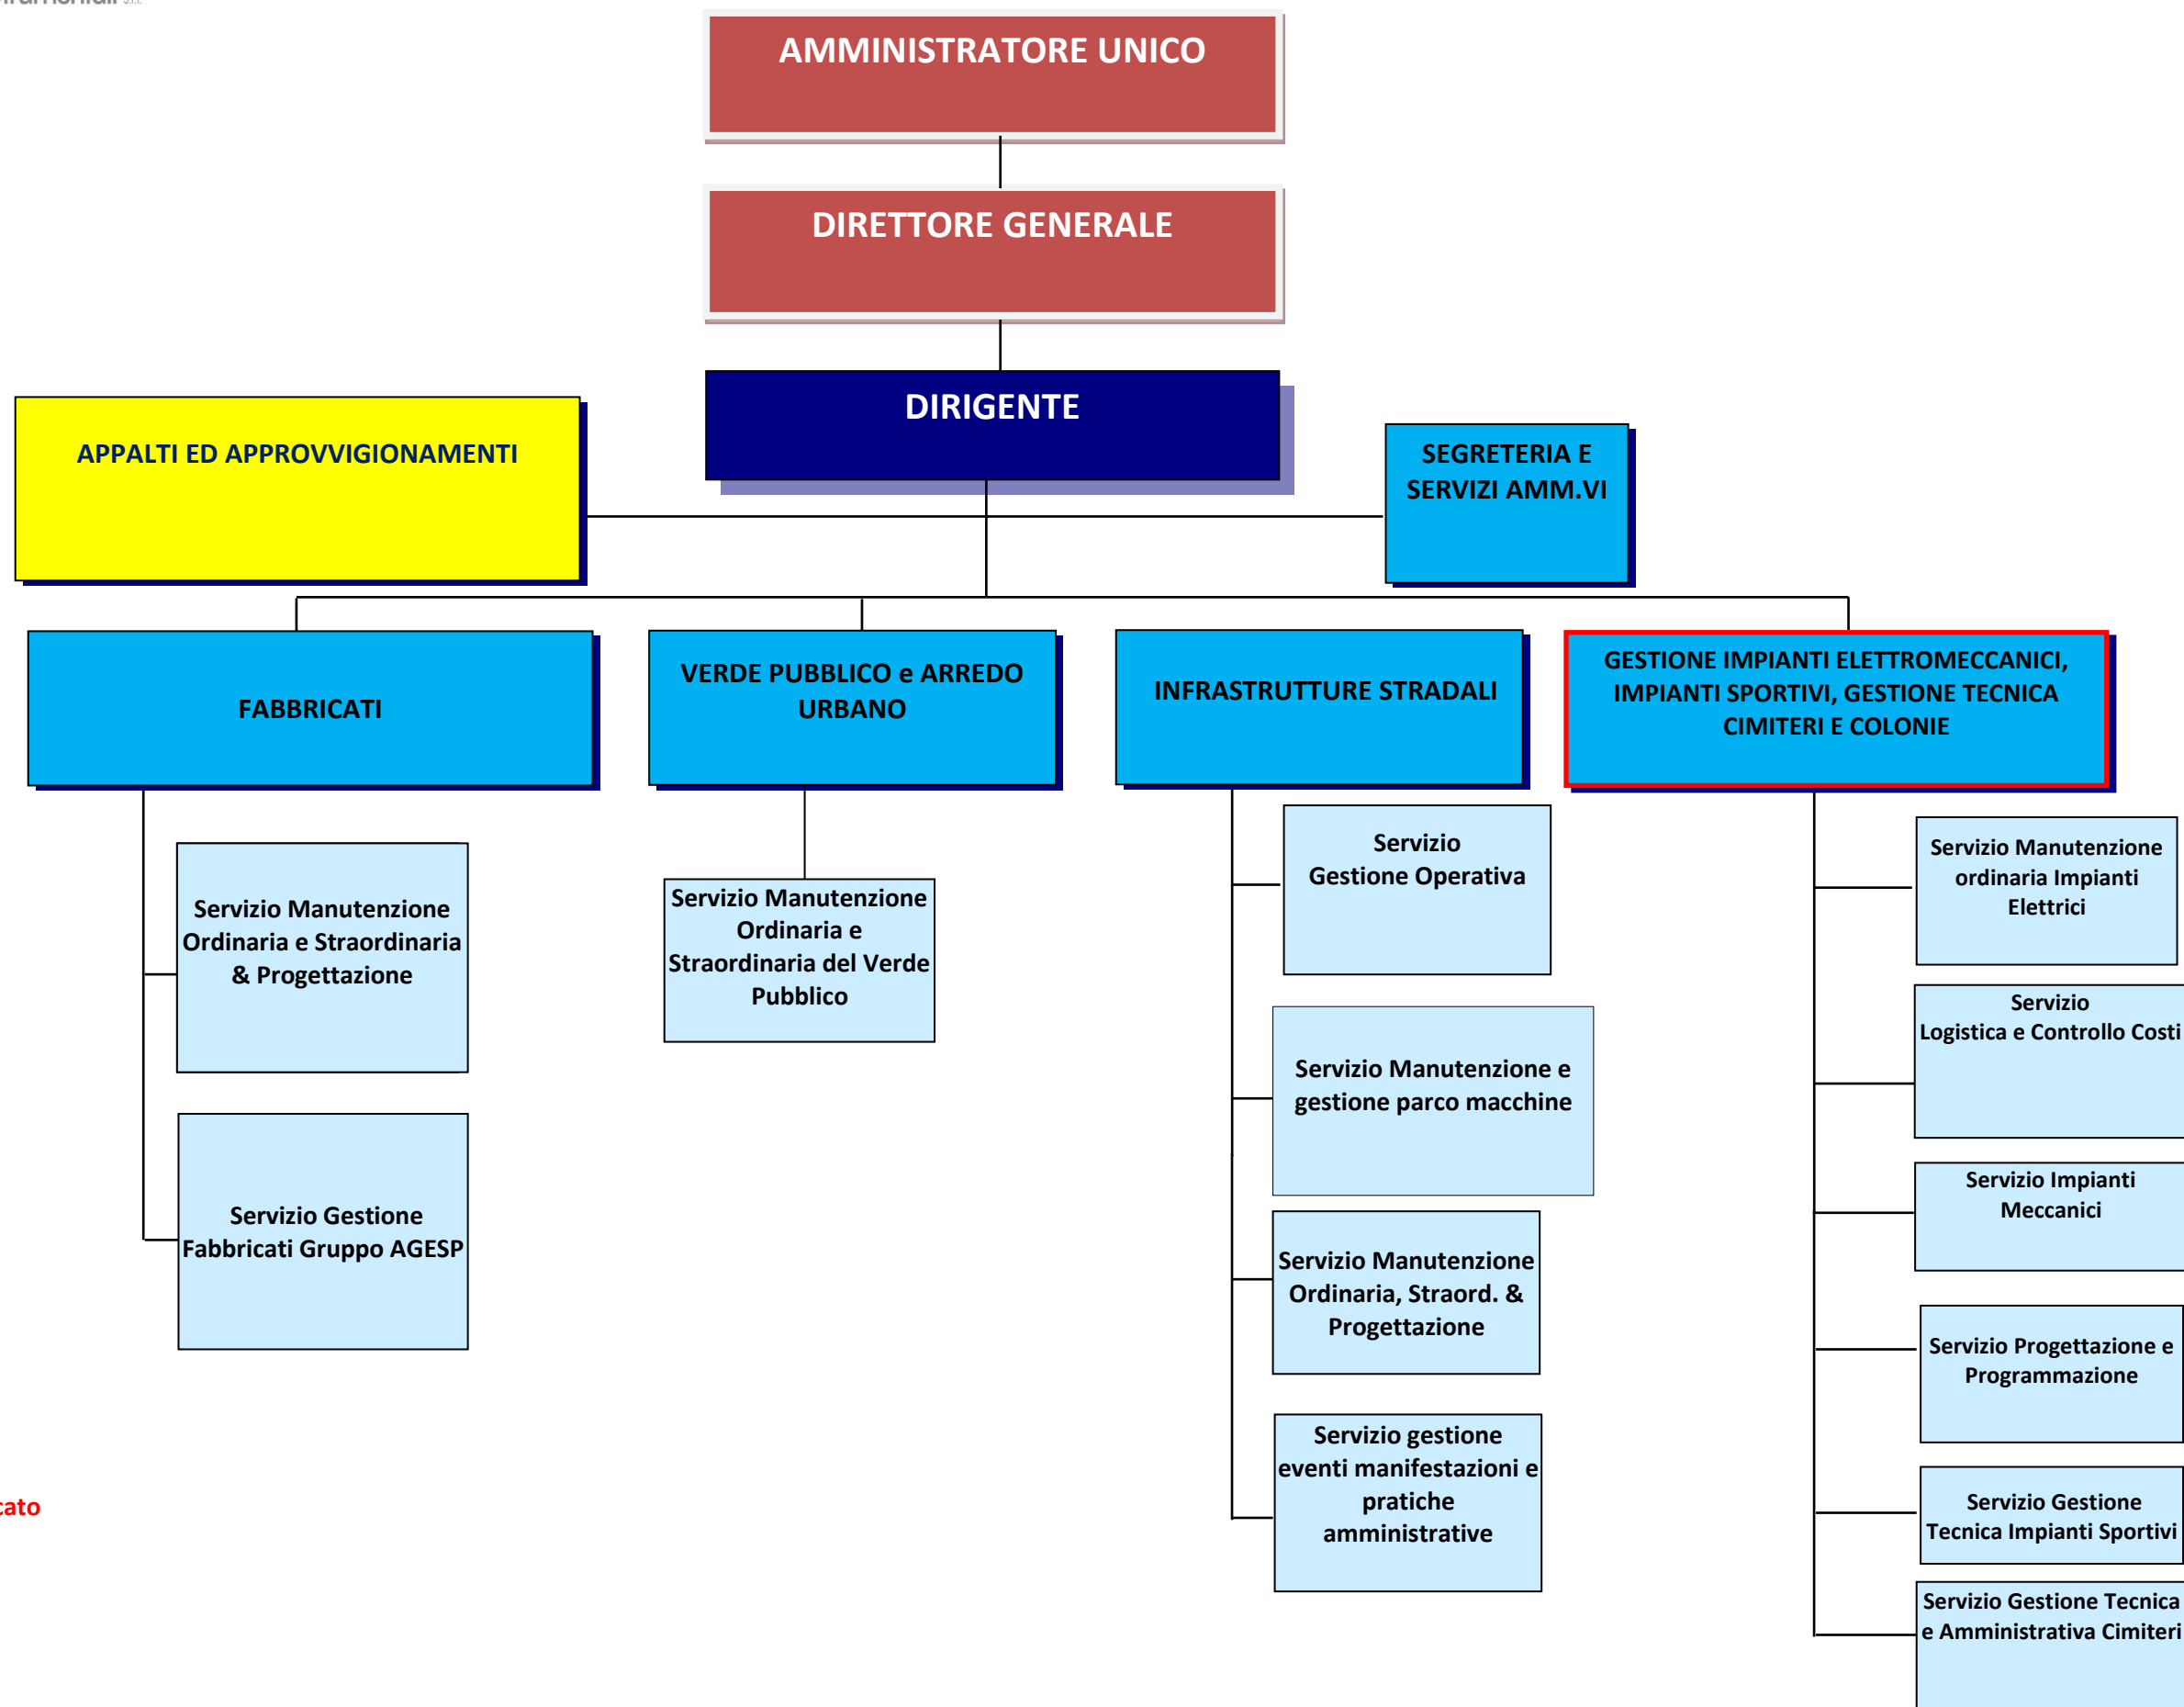 AMMINISTRATORE UNICO
DIRETTORE GENERALE
DIRIGENTE
APPALTI ED APPROVVIGIONAMENTI
SEGRETERIA E
SERVIZI AMM.VI
FABBRICATI
VERDE PUBBLICO e ARREDO
URBANO
INFRASTRUTTURE STRADALI
GESTIONE IMPIANTI ELETTROMECCANICI,
IMPIANTI SPORTIVI, GESTIONE TECNICA
CIMITERI E COLONIE
Servizio Manutenzione
Ordinaria e Straordinaria
& Progettazione
Servizio Gestione
Fabbricati Gruppo AGESP
Servizio Manutenzione
Ordinaria e
Straordinaria del Verde
Pubblico
Servizio
Gestione Operativa
Servizio Manutenzione e
gestione parco macchine
Servizio Manutenzione
Ordinaria, Straord. &
Progettazione
Servizio gestione
eventi manifestazioni e
pratiche
amministrative
Servizio Manutenzione
ordinaria Impianti
Elettrici
Servizio
Logistica e Controllo Costi
Servizio Impianti
Meccanici
Servizio Progettazione e
Programmazione
Servizio Gestione
Tecnica Impianti Sportivi
Servizio Gestione Tecnica
e Amministrativa Cimiteri
cato